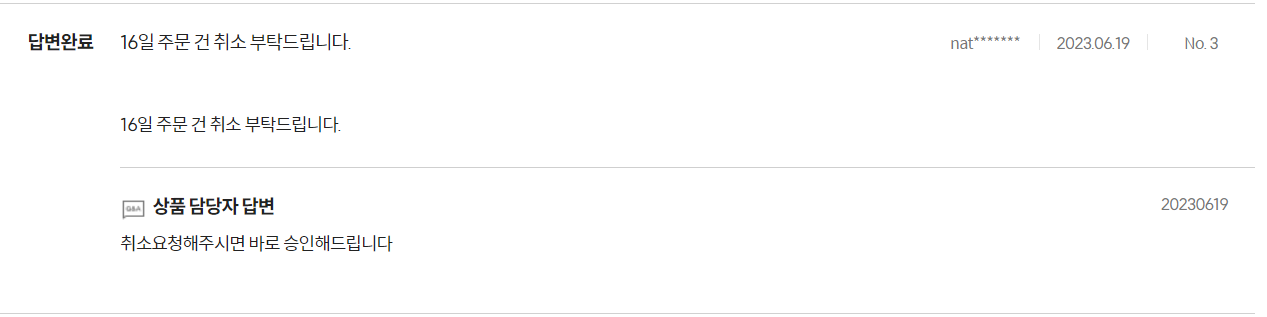 답변완료 16일 주문 건 취소 부탁드립니다. nat******* 2023.06.19 No. 3
16일 주문 건 취소 부탁드립니다.
Q&A 상품 담당자 답변 20230619
취소요청해주시면 바로 승인해드립니다